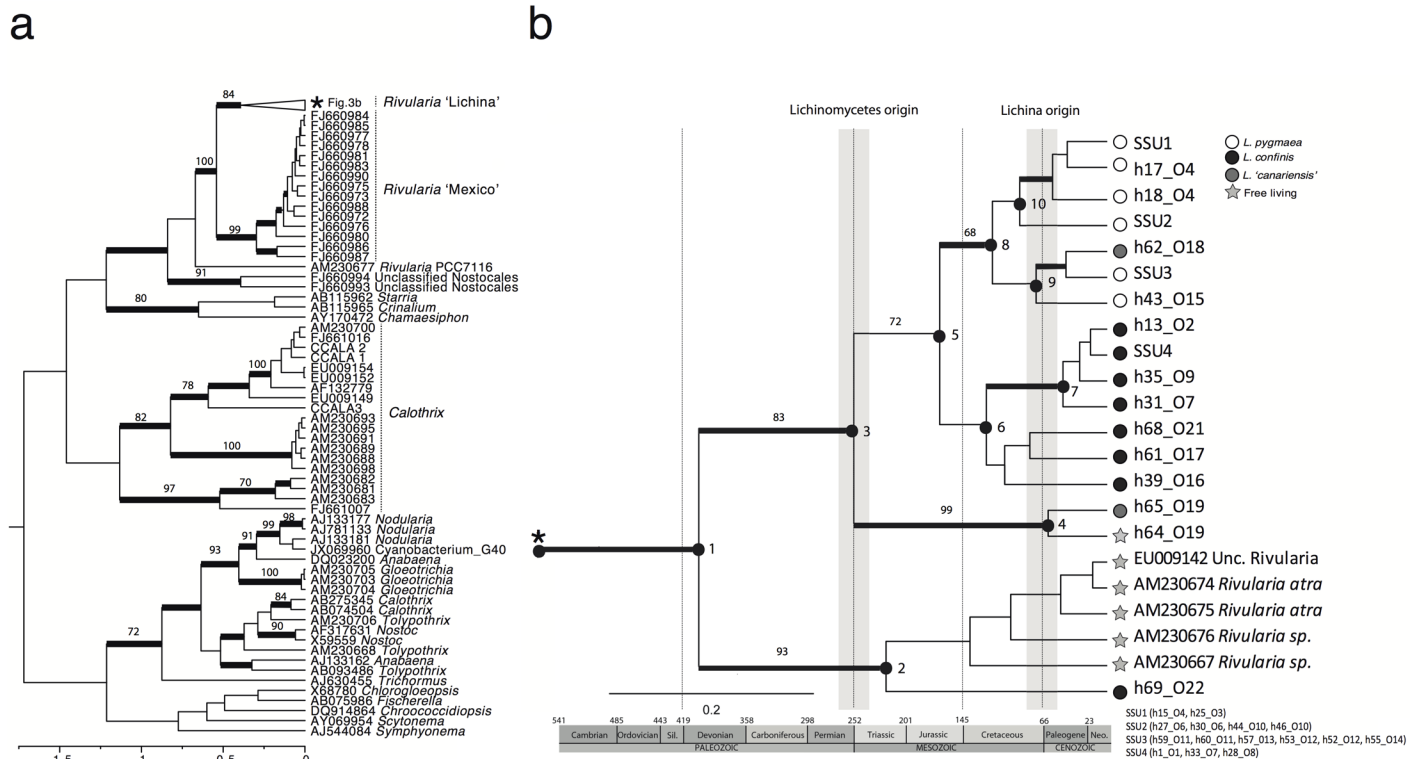 a
84
* Fig.3b
Rivularia 'Lichina'
FJ660984
FJ660985
FJ660977
FJ660978
FJ660981
FJ660983
100
FJ660990
FJ660975
Rivularia 'Mexico'
FJ660973
FJ660988
FJ660972
FJ660976
99
FJ660980
FJ660986
FJ660987
AM230677 Rivularia PCC7116
91
FJ660994 Unclassified Nostocales
FJ660993 Unclassified Nostocales
80
AB115962 Starria
AB115965 Crinalium
AY170472 Chamaesiphon
AM230700
FJ661016
CCALA 2
CCALA 1
100
EU009154
EU009152
78
AF132779
EU009149
CCALA3
Calothrix
82
AM230693
AM230695
AM230691
100
AM230689
AM230688
AM230698
AM230682
70
AM230681
97
AM230683
FJ661007
98
AJ133177 Nodularia
99
AJ781133 Nodularia
91
AJ133181 Nodularia
JX069960 Cyanobacterium_G40
93
DQ023200 Anabaena
100
AM230705 Gloeotrichia
AM230703 Gloeotrichia
AM230704 Gloeotrichia
84
AB275345 Calothrix
AB074504 Calothrix
AM230706 Tolypothrix
90
AF317631 Nostoc
X59559 Nostoc
72
AM230668 Tolypothrix
AJ133162 Anabaena
AB093486 Tolypothrix
AJ630455 Trichormus
X68780 Chlorogloeopsis
AB075986 Fischerella
DQ914864 Chroococcidiopsis
AY069954 Scytonema
AJ544084 Symphyonema
1.5 1 0.5 0
b
Lichinomycetes origin
Lichina origin
L. pygmaea
L. confinis
L. 'canariensis'
Free living
SSU1
h17_O4
h18_O4
10
SSU2
68
8
h62_O18
SSU3
9
h43_O15
72
5
h13_O2
SSU4
h35_O9
7
h31_O7
83
3
6
h68_O21
h61_O17
h39_O16
99
h65_O19
4
h64_O19
*
1
EU009142 Unc. Rivularia
AM230674 Rivularia atra
AM230675 Rivularia atra
AM230676 Rivularia sp.
93
2
AM230667 Rivularia sp.
h69_O22
0.2
541 485 443 419 358 298 252 201 145 66 23
Cambrian Ordovician Sil. Devonian Carboniferous Permian Triassic Jurassic Cretaceous Paleogene Neo.
PALEOZOIC MESOZOIC CENOZOIC
SSU1 (h15_O4, h25_O3)
SSU2 (h27_O6, h30_O6, h44_O10, h46_O10)
SSU3 (h59_O11, h60_O11, h57_013, h53_O12, h52_O12, h55_O14)
SSU4 (h1_O1, h33_O7, h28_O8)